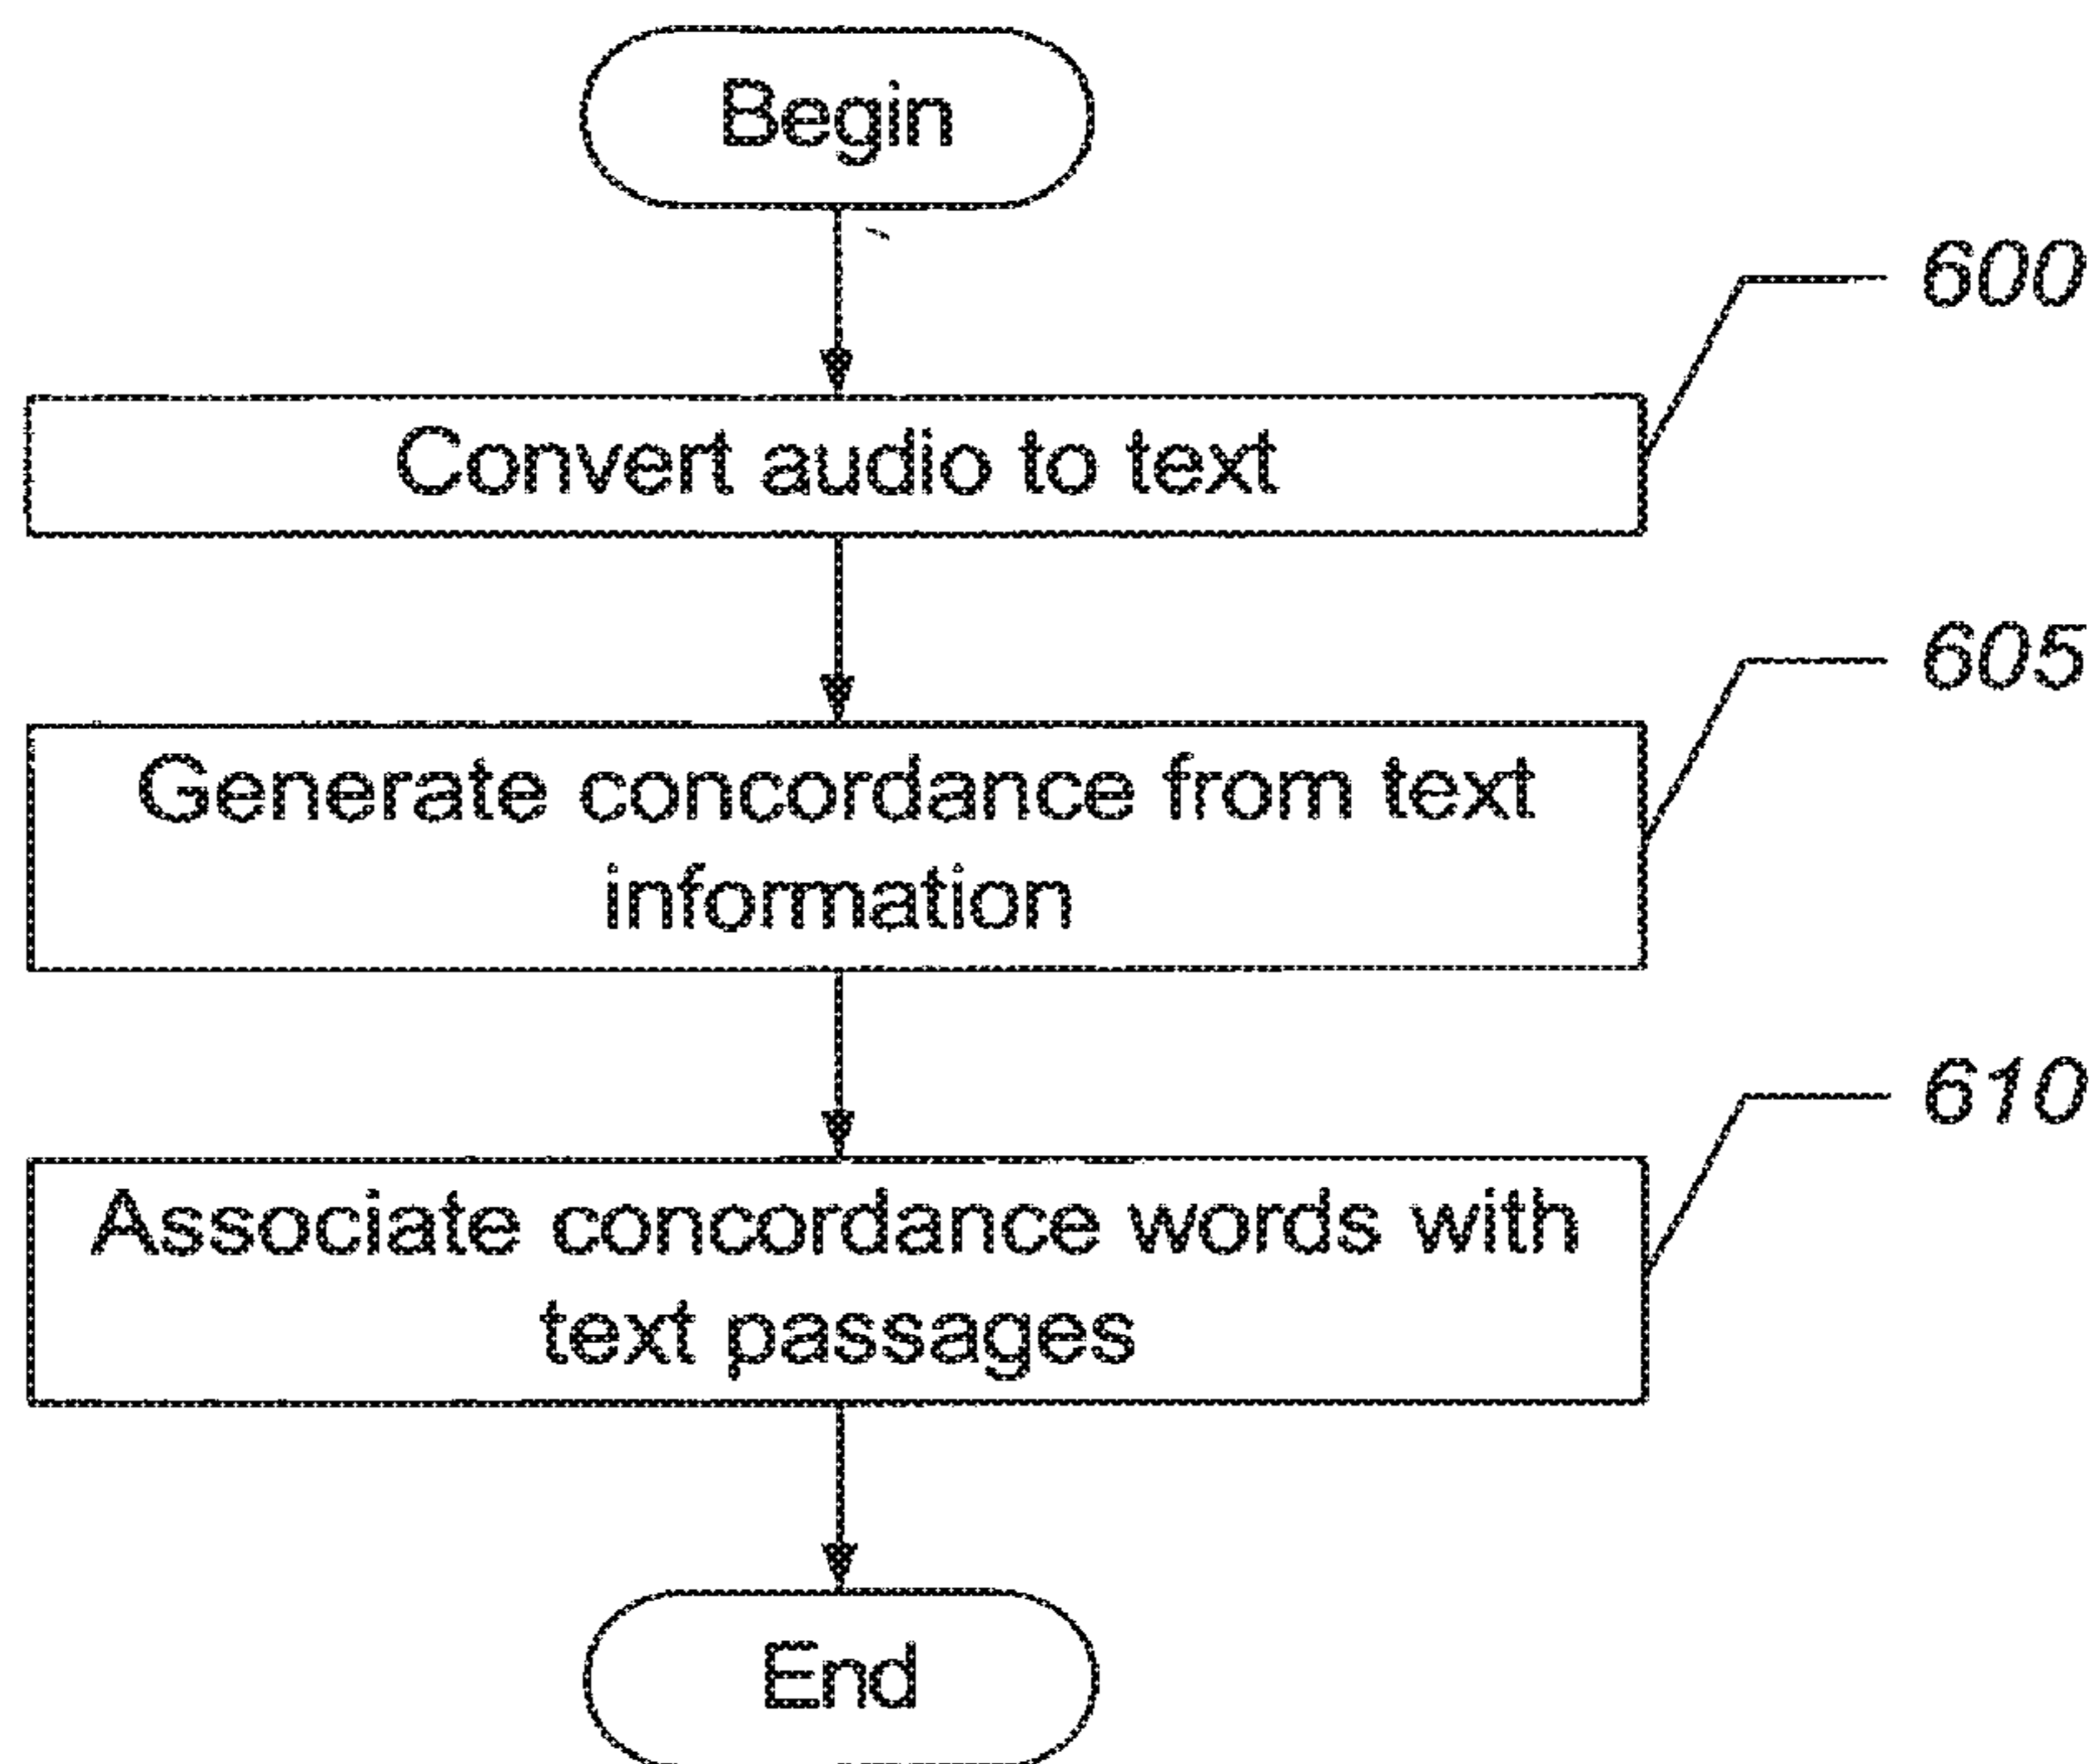 Begin
600
Convert audio to text
605
Generate concordance from text
information
610
Associate concordance words with
text passages
End